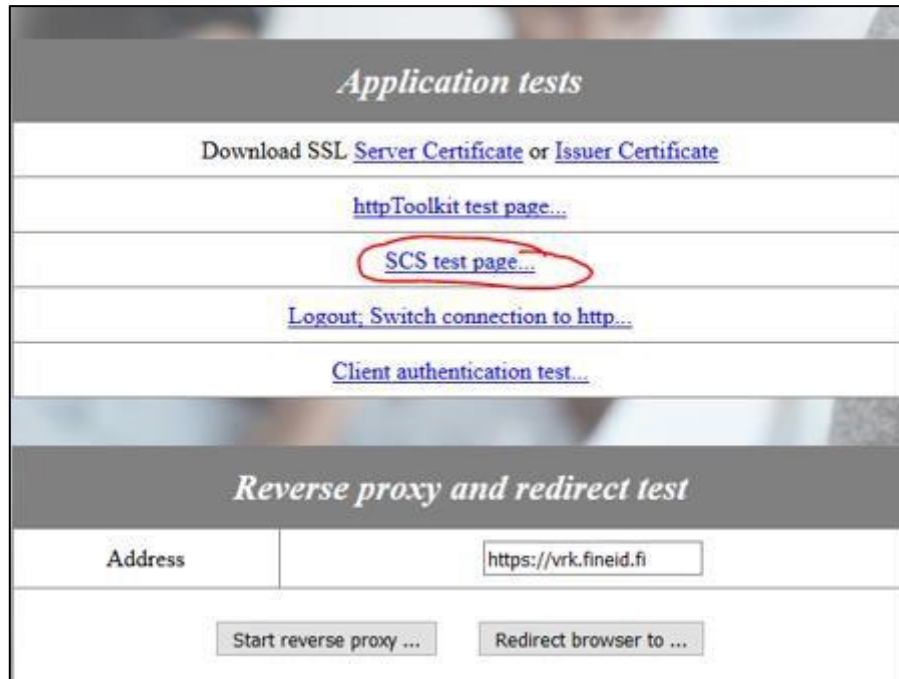 Application tests
Download SSL Server Certificate or Issuer Certificate
httpToolkit test page...
SCS test page...
Logout; Switch connection to http...
Client authentication test...
Reverse proxy and redirect test
Address https://vrk.fineid.fi
Start reverse proxy ... Redirect browser to ...